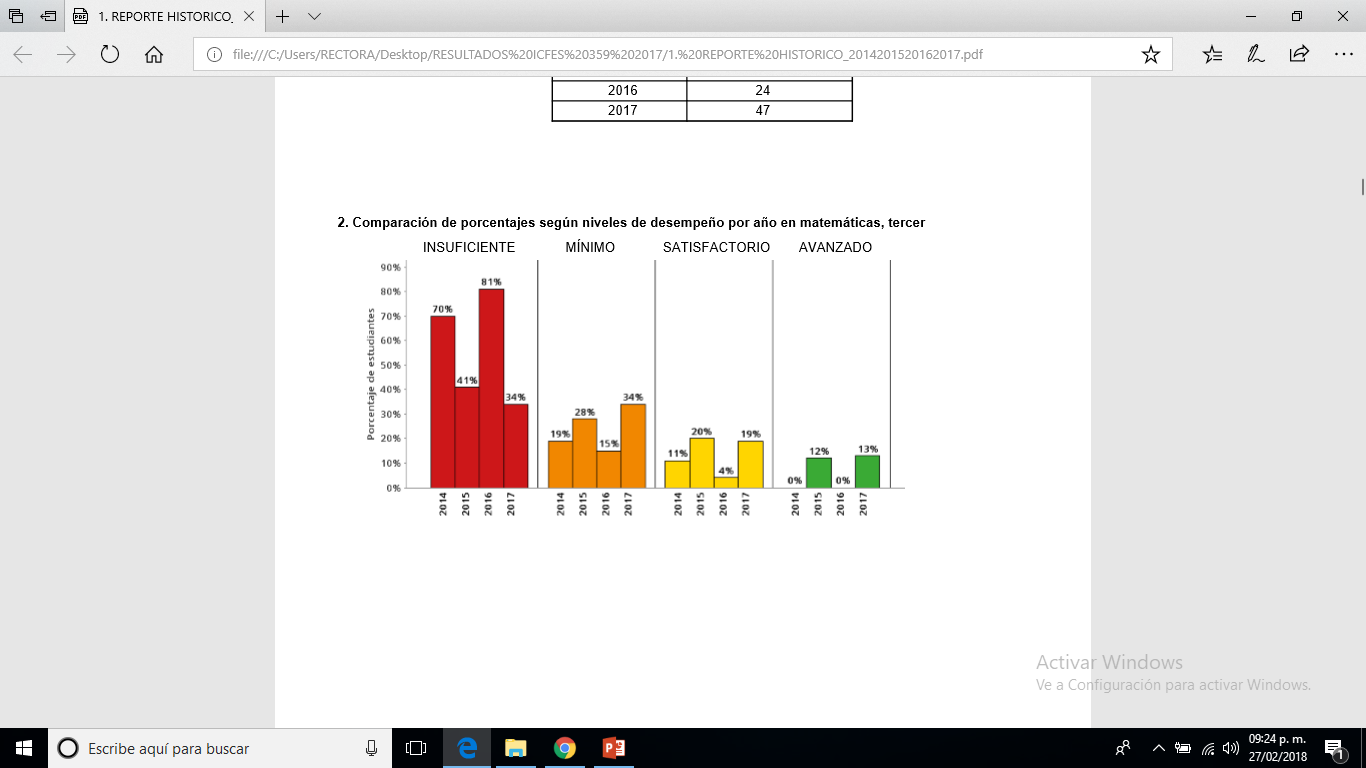 1. REPORTE HISTORICO_
file:///C:/Users/RECTORA/Desktop/RESULTADOS%20ICFES%20359%202017/1.%20REPORTE%20HISTORICO_2014201520162017.pdf
2016 24
2017 47
2. Comparación de porcentajes según niveles de desempeño por año en matemáticas, tercer
INSUFICIENTE MÍNIMO SATISFACTORIO AVANZADO
Porcentaje de estudiantes
90%
80%
70%
60%
50%
40%
30%
20%
10%
0%
70% 41% 81% 34%
19% 28% 15% 34%
11% 20% 4% 19%
0% 12% 0% 13%
2014 2015 2016 2017 2014 2015 2016 2017 2014 2015 2016 2017 2014 2015 2016 2017
Activar Windows
Ve a Configuración para activar Windows.
Escribe aquí para buscar
09:24 p. m.
27/02/2018
1